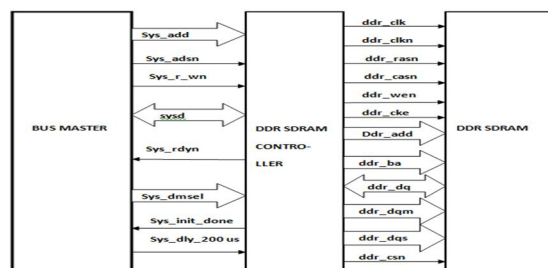 Sys_add
Sys_adsn
Sys_r_wn
BUS MASTER
sysd
Sys_rdyn
Sys_dmsel
Sys_init_done
Sys_dly_200 us
DDR SDRAM
CONTRO-
LLER
ddr_clk
ddr_clkn
ddr_rasn
ddr_casn
ddr_wen
ddr_cke
Ddr_add
ddr_ba
ddr_dq
ddr_dqm
ddr_dqs
ddr_csn
DDR SDRAM